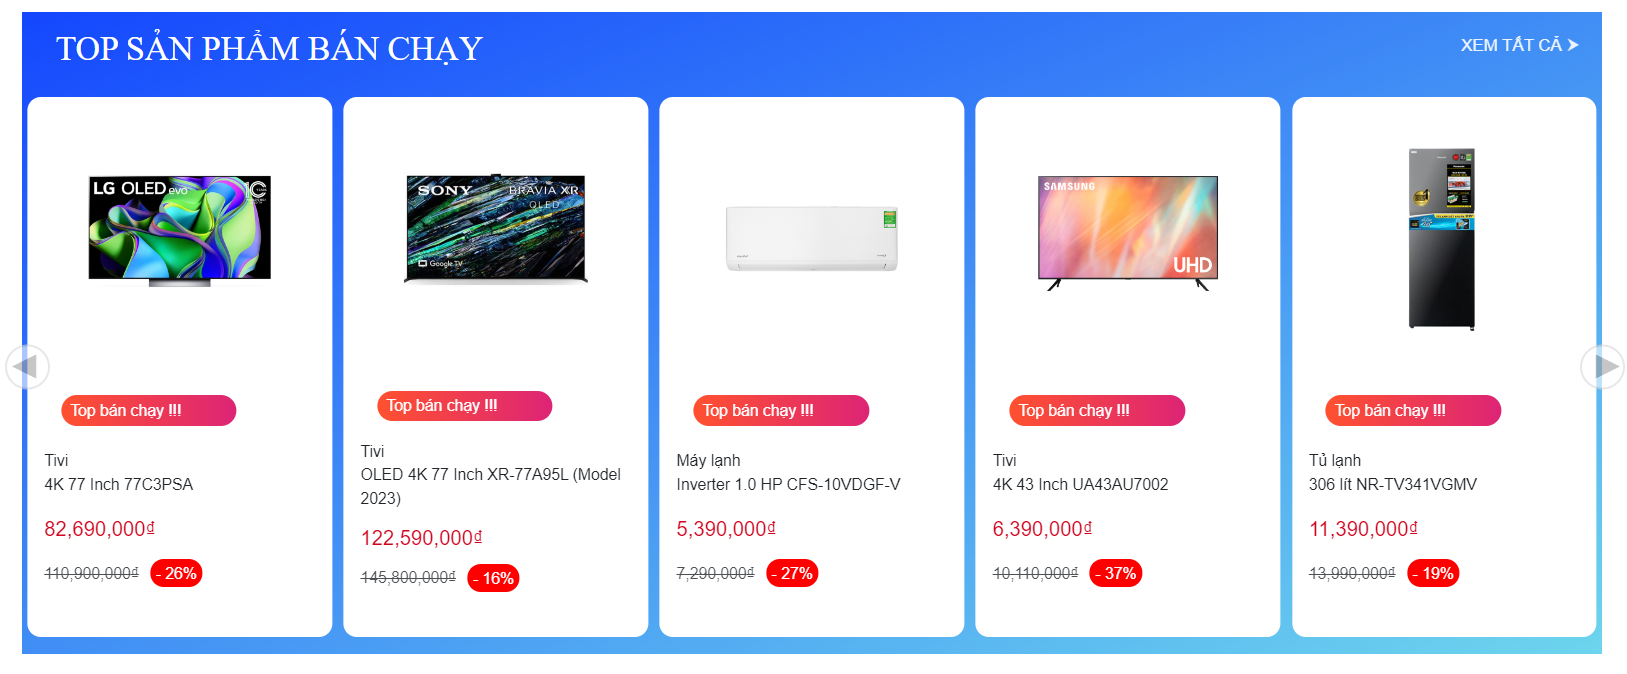 TOP SẢN PHẨM BÁN CHẠY
XEM TẤT CẢ ➤
LG OLED evo
SONY
BRAVIA XR
OLED
Google TV
SAMSUNG
UHD
Top bán chạy !!!
Tivi
4K 77 Inch 77C3PSA
82,690,000₫
110,900,000₫ - 26%
Top bán chạy !!!
Tivi
OLED 4K 77 Inch XR-77A95L (Model
2023)
122,590,000₫
145,800,000₫ - 16%
Top bán chạy !!!
Máy lạnh
Inverter 1.0 HP CFS-10VDGF-V
5,390,000₫
7,290,000₫ - 27%
Top bán chạy !!!
Tivi
4K 43 Inch UA43AU7002
6,390,000₫
10,110,000₫ - 37%
Top bán chạy !!!
Tủ lạnh
306 lít NR-TV341VGMV
11,390,000₫
13,990,000₫ - 19%